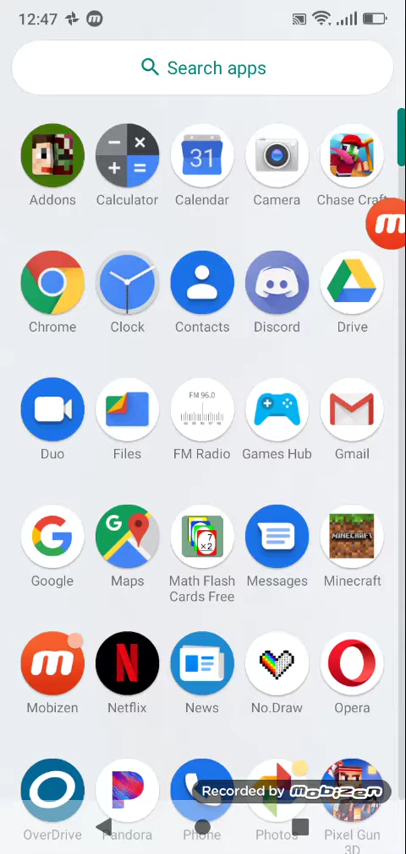 12:47
Search apps
31
Addons Calculator Calendar Camera Chase Craft
Chrome Clock Contacts Discord Drive
FM 96.0
Duo Files FM Radio Games Hub Gmail
G
7
×2
MINECRAFT
Google Maps Math Flash Cards Free Messages Minecraft
N
Mobizen Netflix News No.Draw Opera
Recorded by MOBIZEN
OverDrive Pandora Phone Photos Pixel Gun 3D